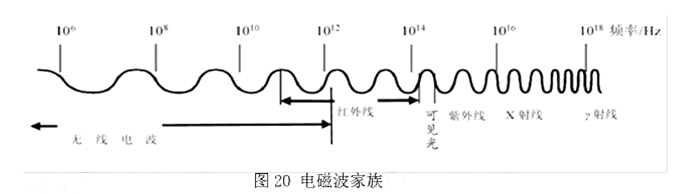 10⁶ 10⁸ 10¹⁰ 10¹² 10¹⁴ 10¹⁶ 10¹⁸ 频率/Hz
红外线 可见光 紫外线 X射线 γ射线
无线电波
图20 电磁波家族